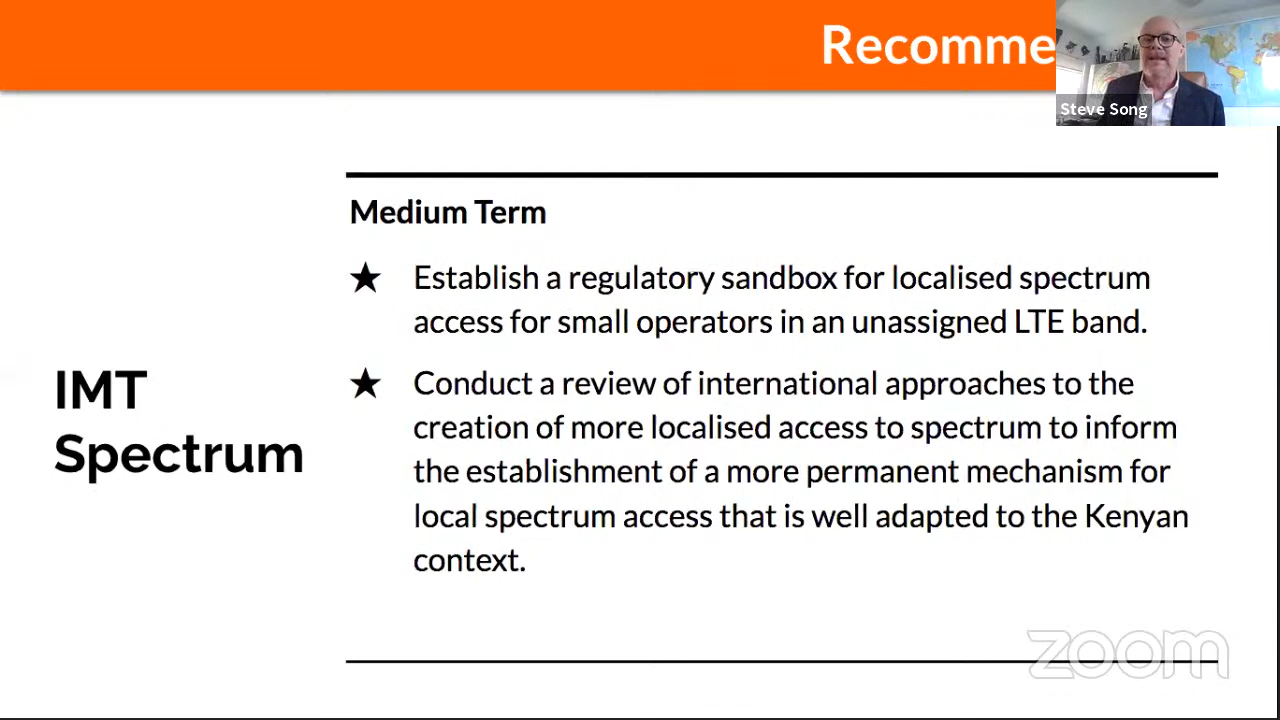 Recomme
Steve Song
Medium Term
★ Establish a regulatory sandbox for localised spectrum
access for small operators in an unassigned LTE band.
IMT
Spectrum
★ Conduct a review of international approaches to the
creation of more localised access to spectrum to inform
the establishment of a more permanent mechanism for
local spectrum access that is well adapted to the Kenyan
context.
zoom